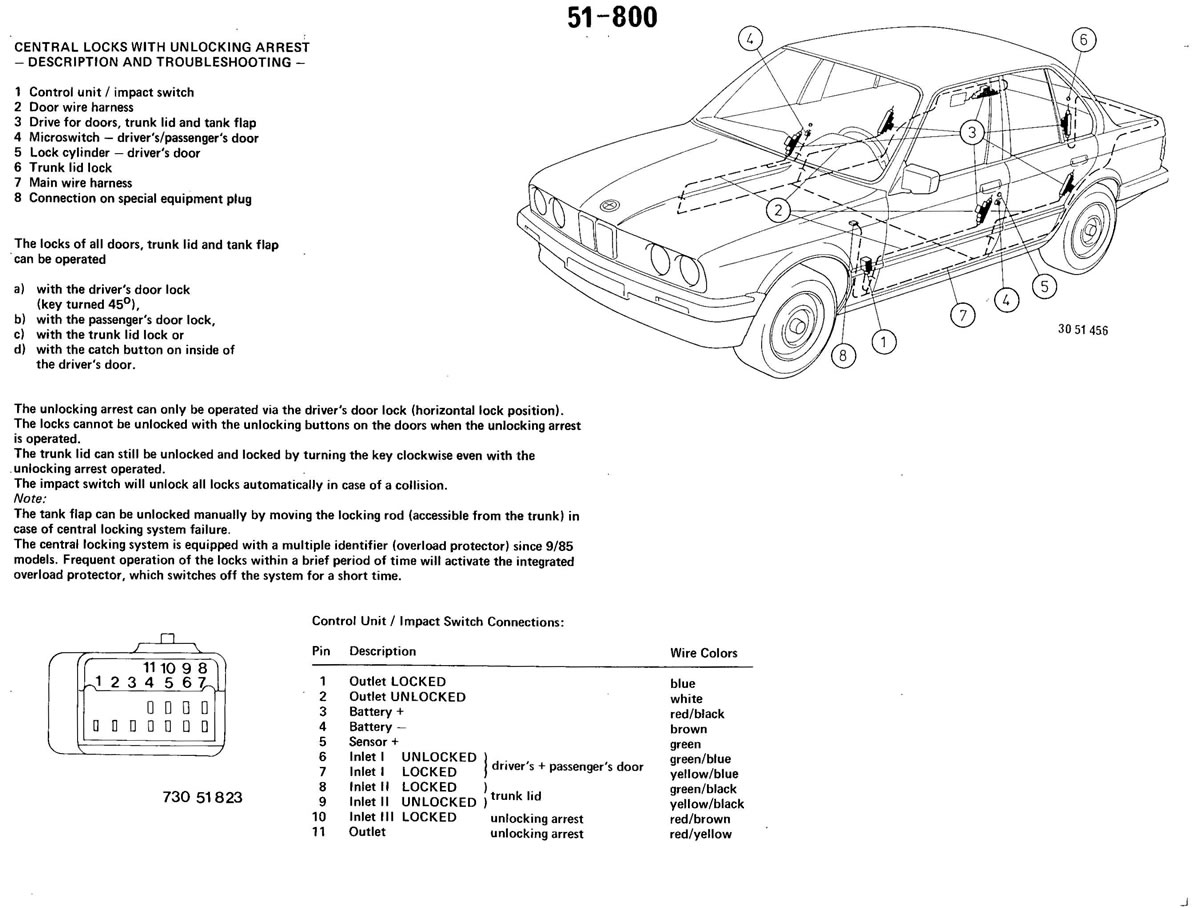 51-800
CENTRAL LOCKS WITH UNLOCKING ARREST
— DESCRIPTION AND TROUBLESHOOTING —
1 Control unit / impact switch
2 Door wire harness
3 Drive for doors, trunk lid and tank flap
4 Microswitch — driver's/passenger's door
5 Lock cylinder — driver's door
6 Trunk lid lock
7 Main wire harness
8 Connection on special equipment plug
The locks of all doors, trunk lid and tank flap
can be operated
a) with the driver's door lock
(key turned 45°),
b) with the passenger's door lock,
c) with the trunk lid lock or
d) with the catch button on inside of
the driver's door.
4
6
3
2
5
4
7
1
8
30 51 456
The unlocking arrest can only be operated via the driver's door lock (horizontal lock position).
The locks cannot be unlocked with the unlocking buttons on the doors when the unlocking arrest
is operated.
The trunk lid can still be unlocked and locked by turning the key clockwise even with the
unlocking arrest operated.
The impact switch will unlock all locks automatically in case of a collision.
Note:
The tank flap can be unlocked manually by moving the locking rod (accessible from the trunk) in
case of central locking system failure.
The central locking system is equipped with a multiple identifier (overload protector) since 9/85
models. Frequent operation of the locks within a brief period of time will activate the integrated
overload protector, which switches off the system for a short time.
11 10 9 8
1 2 3 4 5 6 7
730 51 823
Control Unit / Impact Switch Connections:
Pin Description Wire Colors
1 Outlet LOCKED blue
2 Outlet UNLOCKED white
3 Battery + red/black
4 Battery — brown
5 Sensor + green
6 Inlet I UNLOCKED ) green/blue
driver's + passenger's door
7 Inlet I LOCKED ) yellow/blue
8 Inlet II LOCKED ) green/black
trunk lid
9 Inlet II UNLOCKED ) yellow/black
10 Inlet III LOCKED unlocking arrest red/brown
11 Outlet unlocking arrest red/yellow